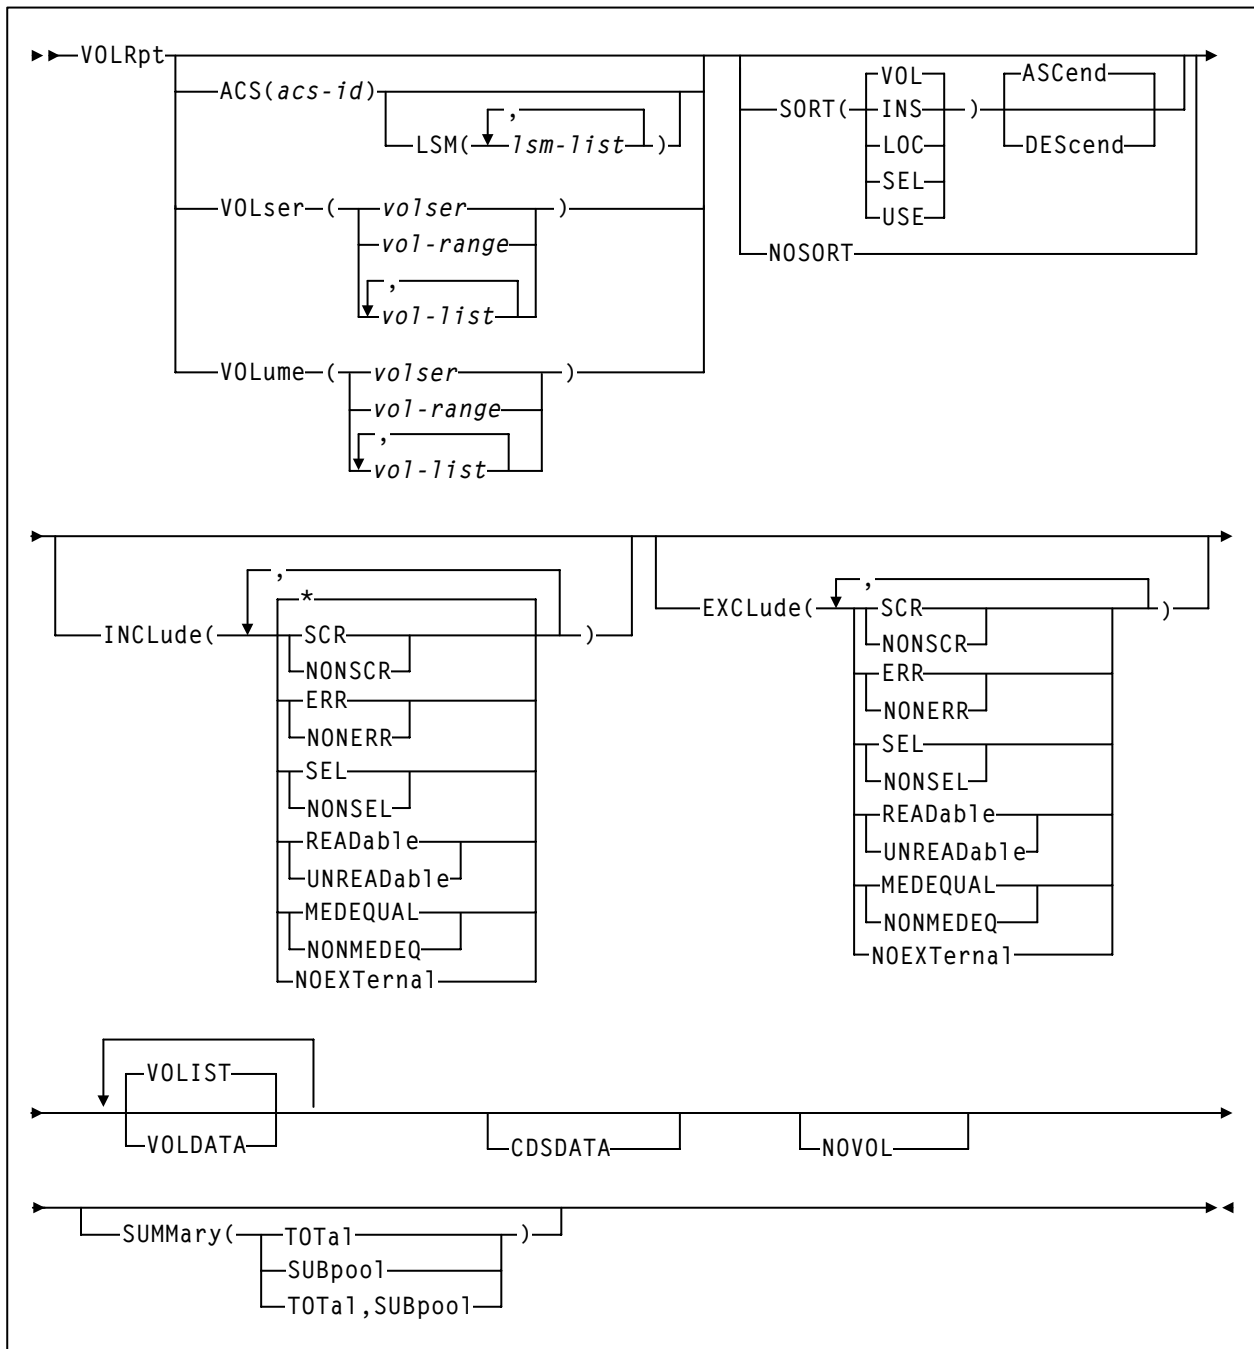 VOLRpt
ACS(acs-id)
,
LSM( lsm-list )
VOLser ( volser )
vol-range
,
vol-list
VOLume ( volser )
vol-range
,
vol-list
SORT( VOL )
INS
LOC
SEL
USE
ASCend
DEScend
NOSORT
INCLude( , )
*
SCR
NONSCR
ERR
NONERR
SEL
NONSEL
READable
UNREADable
MEDEQUAL
NONMEDEQ
NOEXTernal
EXCLude( , )
SCR
NONSCR
ERR
NONERR
SEL
NONSEL
READable
UNREADable
MEDEQUAL
NONMEDEQ
NOEXTernal
VOLIST
VOLDATA
CDSDATA
NOVOL
SUMMary( TOTal )
SUBpool
TOTal,SUBpool